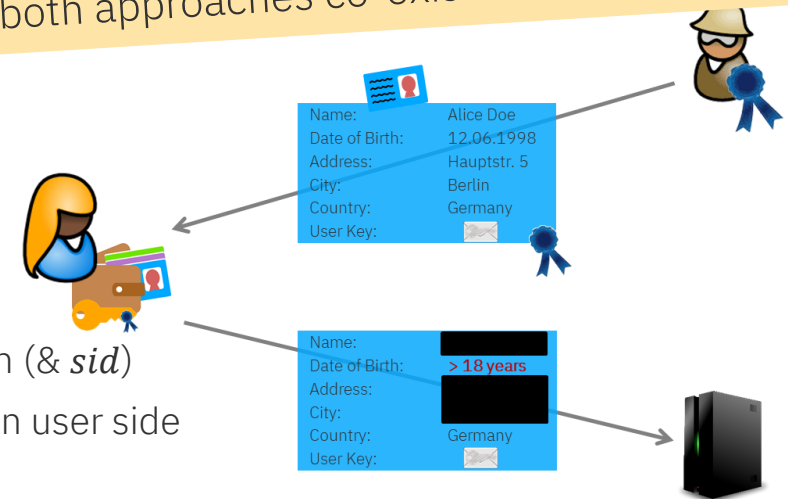 both approaches co-exis
Name: Alice Doe
Date of Birth: 12.06.1998
Address: Hauptstr. 5
City: Berlin
Country: Germany
User Key:
n (& sid)
n user side
Name:
Date of Birth: > 18 years
Address:
City:
Country: Germany
User Key: